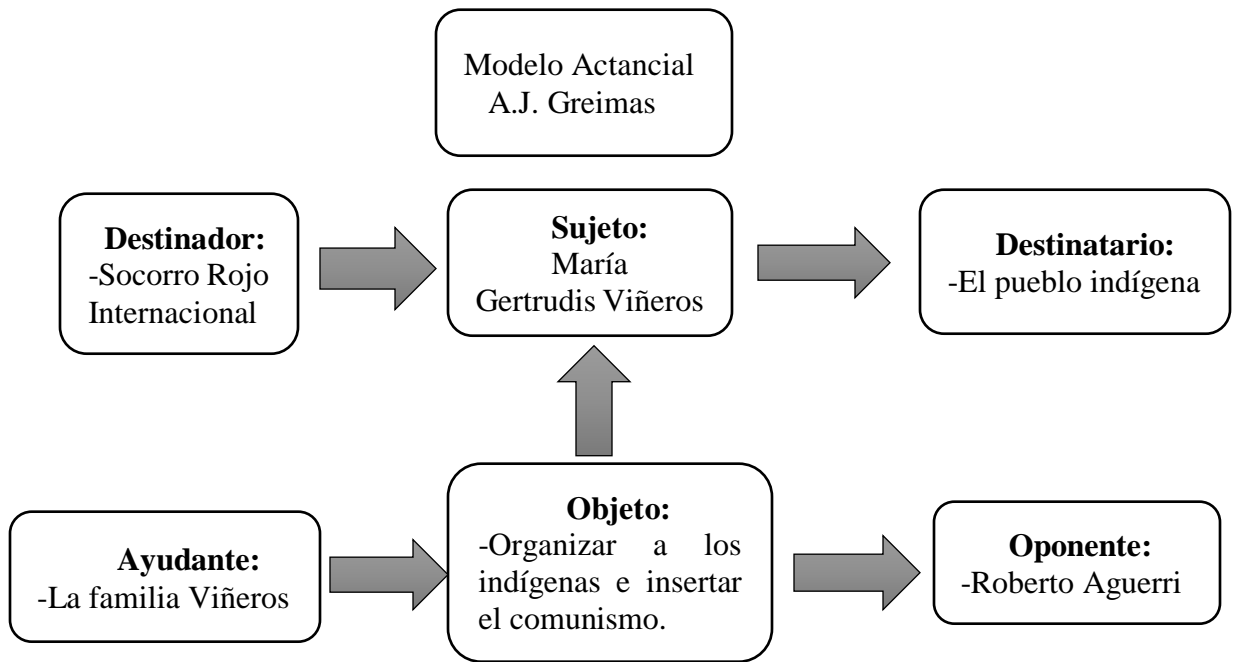 Modelo Actancial
A.J. Greimas
Destinador:
-Socorro Rojo
Internacional
Sujeto:
María
Gertrudis Viñeros
Destinatario:
-El pueblo indígena
Ayudante:
-La familia Viñeros
Objeto:
-Organizar a los
indígenas e insertar
el comunismo.
Oponente:
-Roberto Aguerri